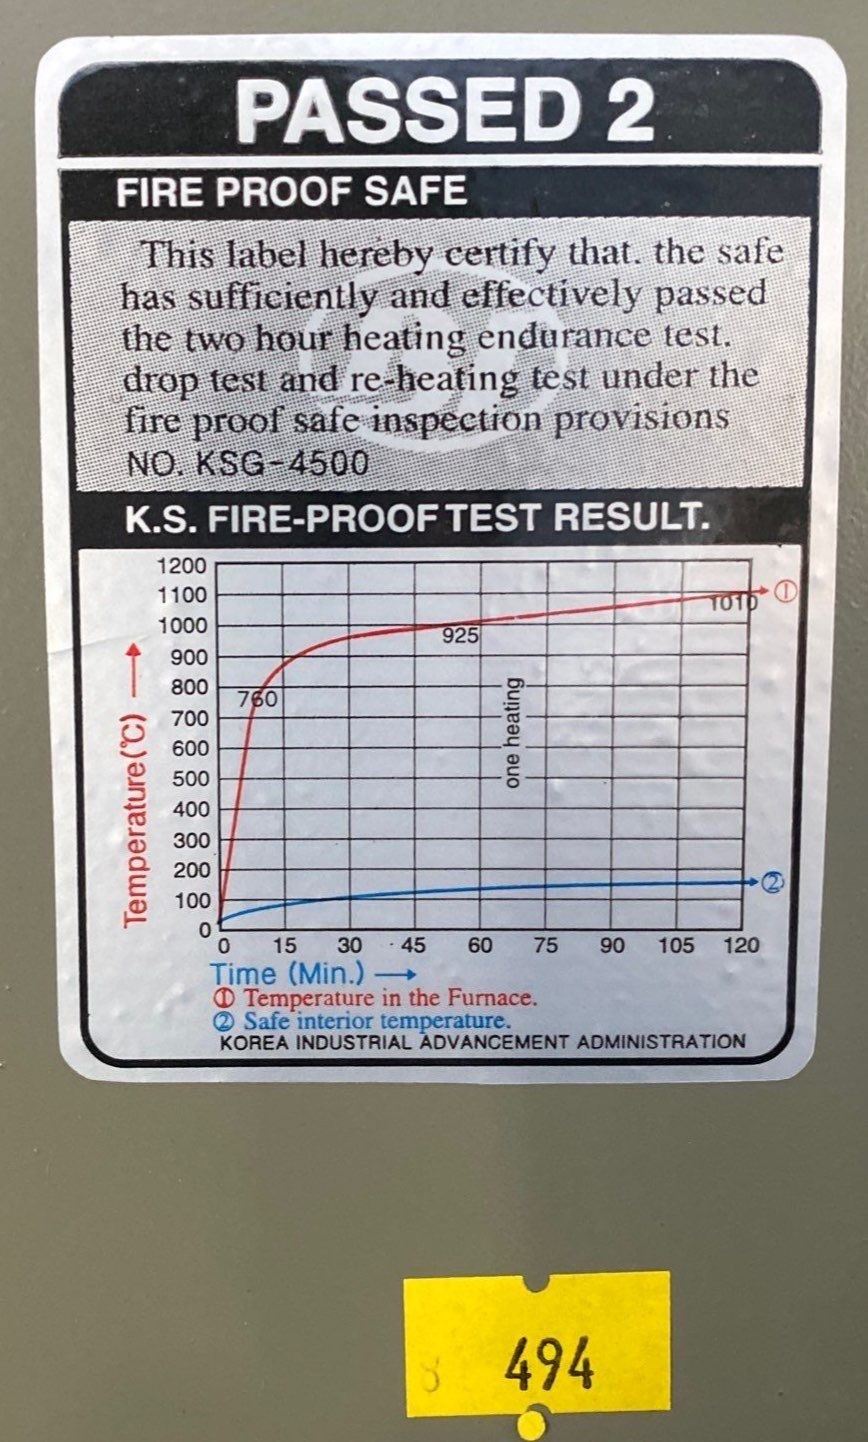 PASSED 2
FIRE PROOF SAFE
This label hereby certify that. the safe
has sufficiently and effectively passed
the two hour heating endurance test.
drop test and re-heating test under the
fire proof safe inspection provisions
NO. KSG-4500
K.S. FIRE-PROOF TEST RESULT.
Temperature(℃)
1200
1100
1000
900
800
700
600
500
400
300
200
100
0
760
925
1010
①
one heating
②
0 15 30 45 60 75 90 105 120
Time (Min.)
① Temperature in the Furnace.
② Safe interior temperature.
KOREA INDUSTRIAL ADVANCEMENT ADMINISTRATION
494